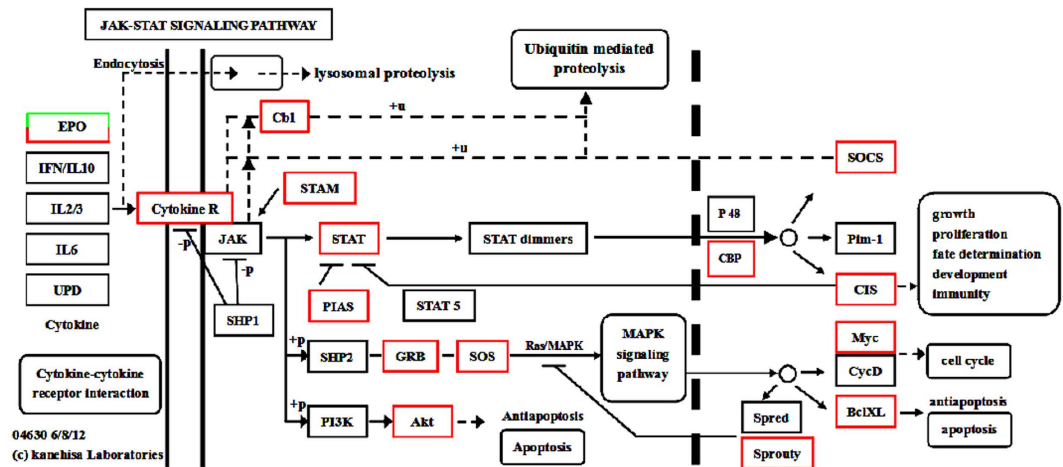 JAK-STAT SIGNALING PATHWAY
Endocytosis
lysosomal proteolysis
Ubiquitin mediated
proteolysis
+u
Cb1
+u
EPO
IFN/IL10
IL2/3
IL6
UPD
Cytokine
Cytokine R
-p
JAK
-p
SHP1
STAM
STAT
STAT dimmers
PIAS
STAT 5
P 48
CBP
SOCS
Pim-1
CIS
growth
proliferation
fate determination
development
immunity
+p
SHP2
GRB
SOS
Ras/MAPK
MAPK
signaling
pathway
Myc
CycD
cell cycle
BclXL
antiapoptosis
apoptosis
Spred
Sprouty
+p
PI3K
Akt
Antiapoptosis
Apoptosis
Cytokine-cytokine
receptor interaction
04630 6/8/12
(c) kanehisa Laboratories